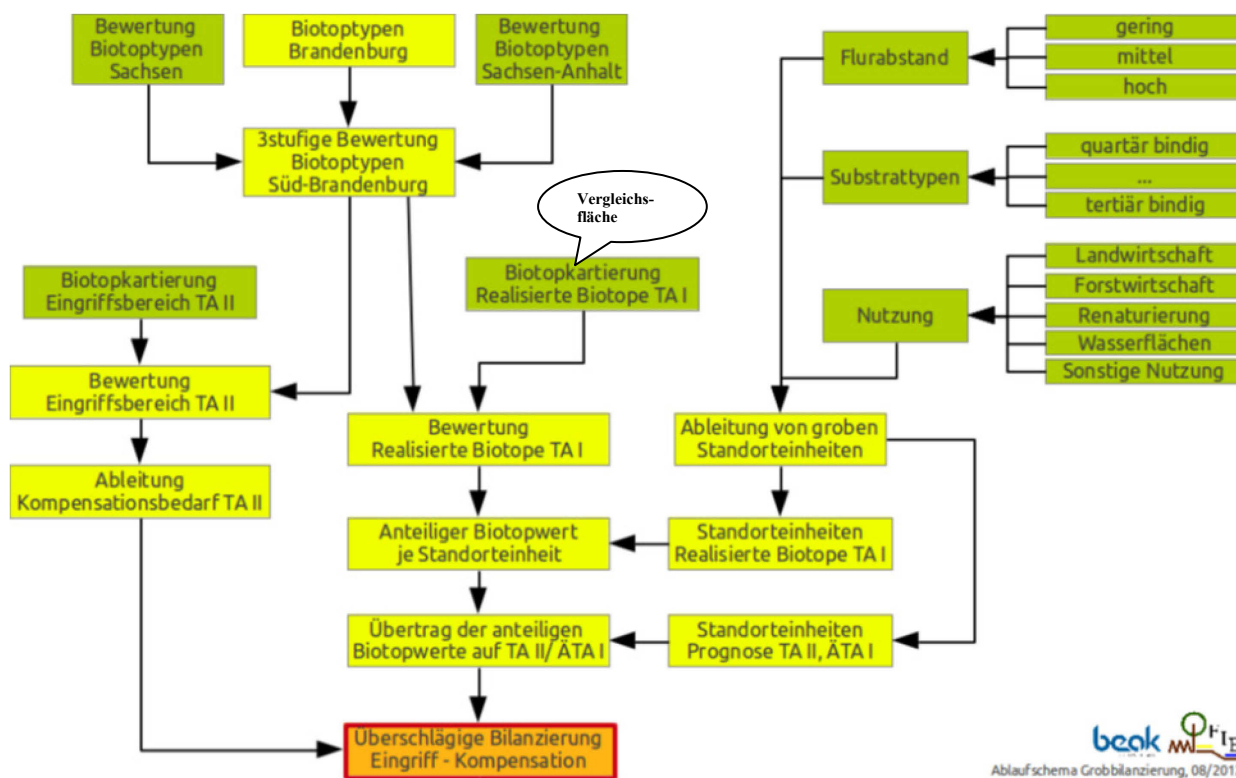 Bewertung
Biotoptypen
Sachsen
Biotoptypen
Brandenburg
Bewertung
Biotoptypen
Sachsen-Anhalt
3stufige Bewertung
Biotoptypen
Süd-Brandenburg
Vergleichs-
fläche
Biotopkartierung
Eingriffsbereich TA II
Biotopkartierung
Realisierte Biotope TA I
Bewertung
Eingriffsbereich TA II
Bewertung
Realisierte Biotope TA I
Ableitung
Kompensationsbedarf TA II
Anteiliger Biotopwert
je Standorteinheit
Übertrag der anteiligen
Biotopwerte auf TA II/ ÄTA I
Überschlägige Bilanzierung
Eingriff - Kompensation
Flurabstand
gering
mittel
hoch
Substrattypen
quartär bindig
...
tertiär bindig
Nutzung
Landwirtschaft
Forstwirtschaft
Renaturierung
Wasserflächen
Sonstige Nutzung
Ableitung von groben
Standorteinheiten
Standorteinheiten
Realisierte Biotope TA I
Standorteinheiten
Prognose TA II, ÄTA I
beak
FIB
Ablaufschema Grobbilanzierung, 08/201